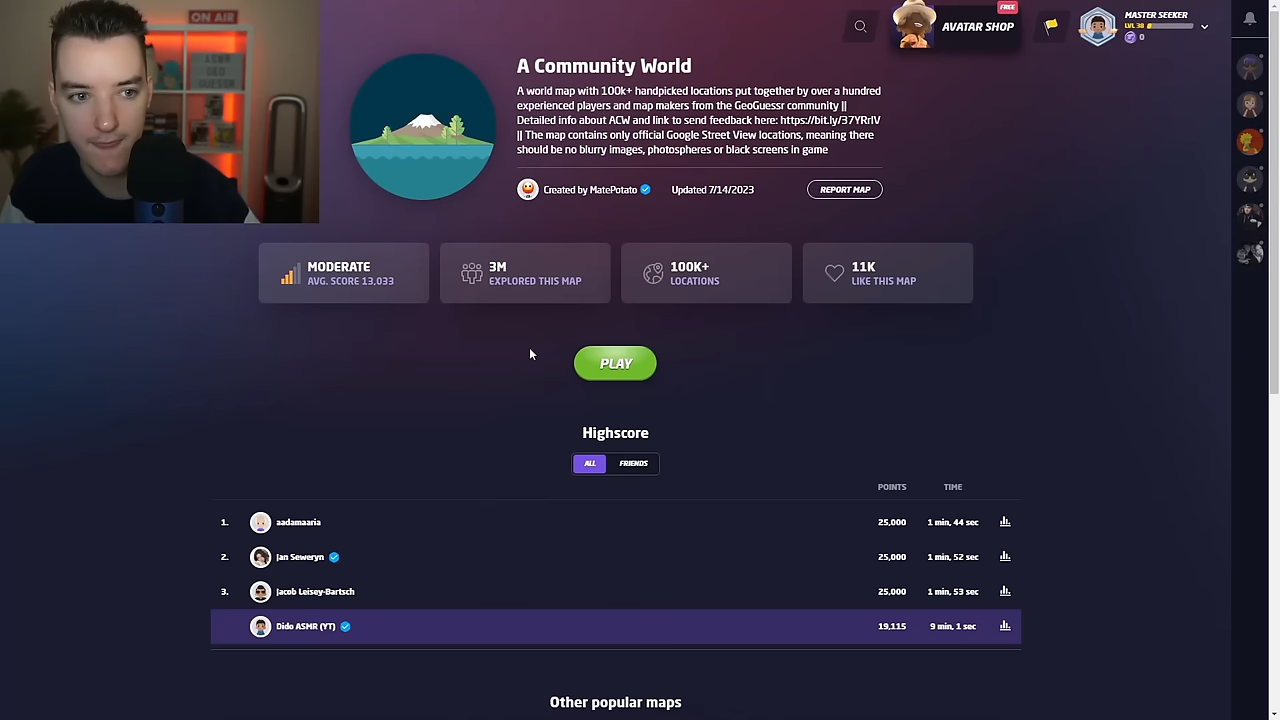 ON AIR
ASMR
GEO
GUESSR
FREE
AVATAR SHOP
MASTER SEEKER
LVL 38
0
A Community World
A world map with 100k+ handpicked locations put together by over a hundred
experienced players and map makers from the GeoGuessr community ||
Detailed info about ACW and link to send feedback here: https://bit.ly/37YRrIV
|| The map contains only official Google Street View locations, meaning there
should be no blurry images, photospheres or black screens in game
Created by MatePotato
Updated 7/14/2023
REPORT MAP
MODERATE
AVG. SCORE 13,033
3M
EXPLORED THIS MAP
100K+
LOCATIONS
11K
LIKE THIS MAP
PLAY
Highscore
ALL
FRIENDS
POINTS TIME
1. aadamaaria 25,000 1 min, 44 sec
2. Jan Seweryn 25,000 1 min, 52 sec
3. Jacob Leisey-Bartsch 25,000 1 min, 53 sec
Dido ASMR (YT) 19,115 9 min, 1 sec
Other popular maps